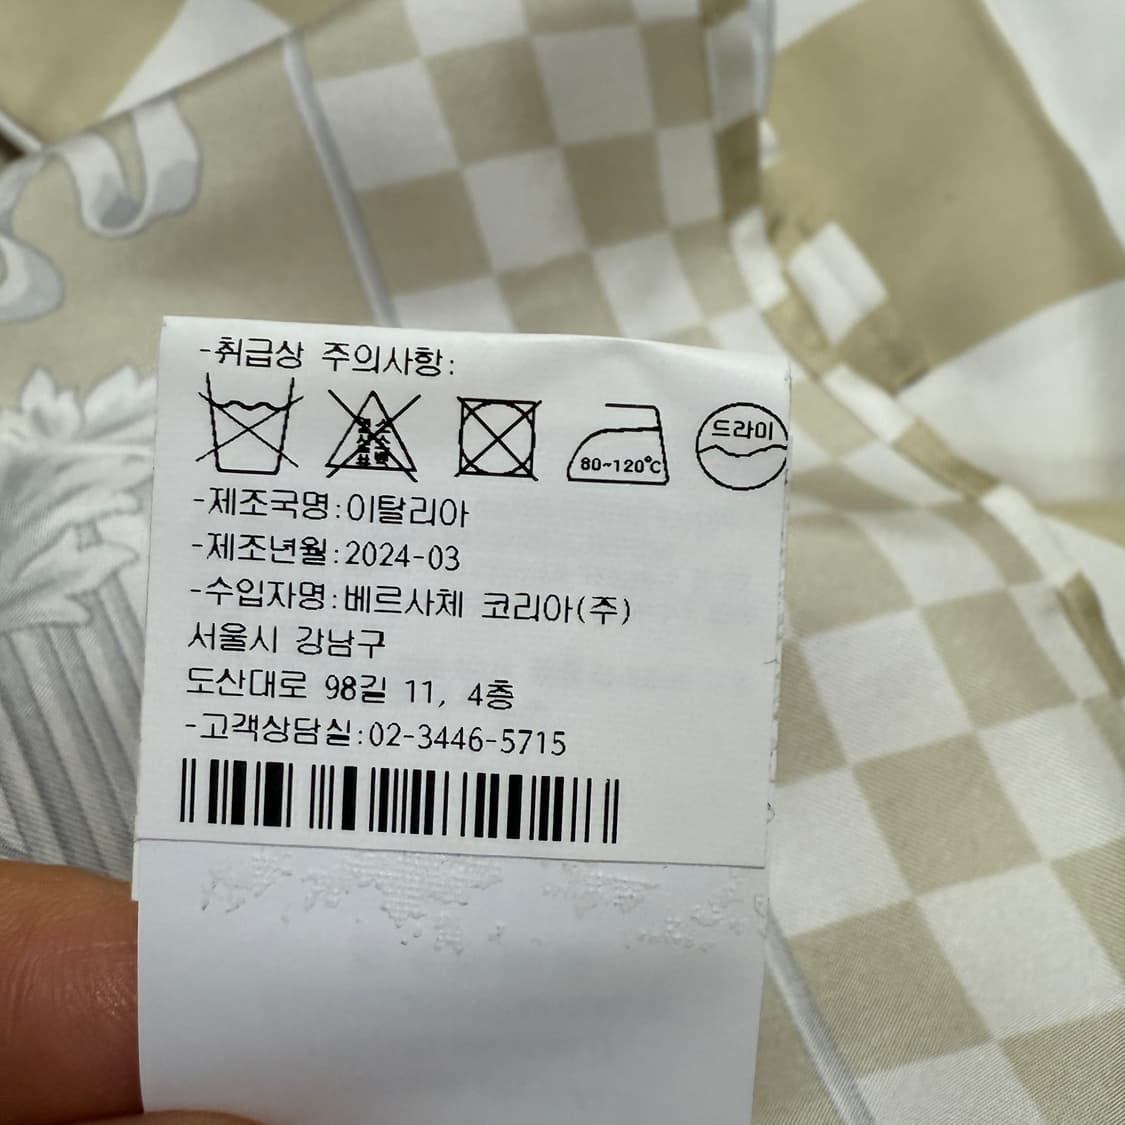 -취급상 주의사항:
80~120℃
드라이
-제조국명:이탈리아
-제조년월:2024-03
-수입자명:베르사체 코리아(주)
서울시 강남구
도산대로 98길 11, 4층
-고객상담실:02-3446-5715